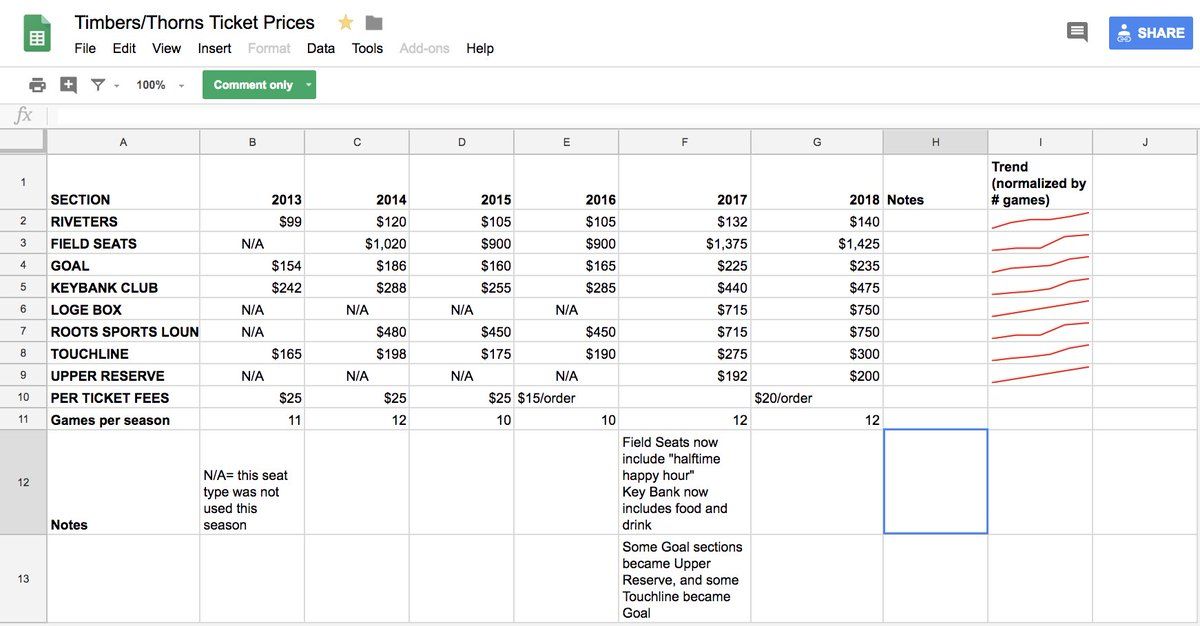 Timbers/Thorns Ticket Prices
File Edit View Insert Format Data Tools Add-ons Help
SHARE
100% Comment only
fx
A B C D E F G H I J
1 SECTION 2013 2014 2015 2016 2017 2018 Notes Trend
(normalized by
# games)
2 RIVETERS $99 $120 $105 $105 $132 $140
3 FIELD SEATS N/A $1,020 $900 $900 $1,375 $1,425
4 GOAL $154 $186 $160 $165 $225 $235
5 KEYBANK CLUB $242 $288 $255 $285 $440 $475
6 LOGE BOX N/A N/A N/A N/A $715 $750
7 ROOTS SPORTS LOUN N/A $480 $450 $450 $715 $750
8 TOUCHLINE $165 $198 $175 $190 $275 $300
9 UPPER RESERVE N/A N/A N/A N/A $192 $200
10 PER TICKET FEES $25 $25 $25 $15/order $20/order
11 Games per season 11 12 10 10 12 12
12
Notes
N/A= this seat
type was not
used this
season
Field Seats now
include "halftime
happy hour"
Key Bank now
includes food and
drink
13
Some Goal sections
became Upper
Reserve, and some
Touchline became
Goal